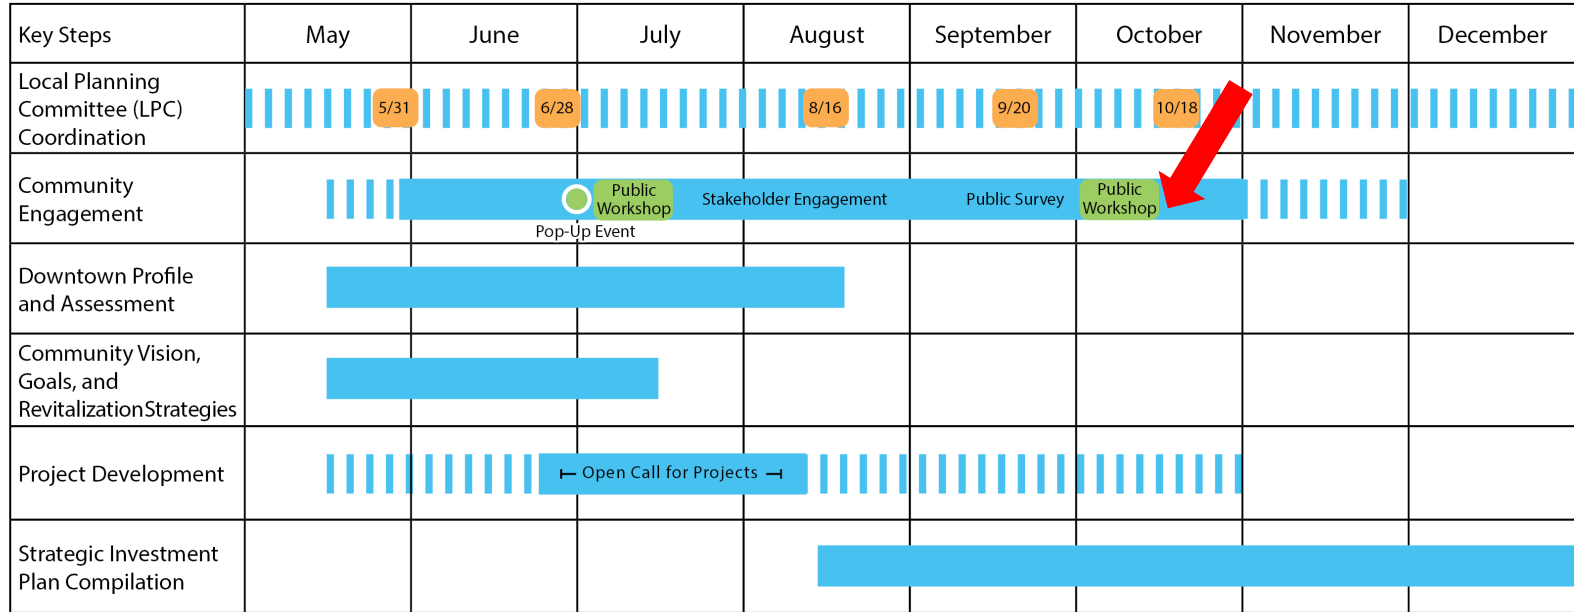 Key Steps
May
June
July
August
September
October
November
December
Local Planning
Committee (LPC)
Coordination
5/31
6/28
8/16
9/20
10/18
Community
Engagement
Public
Workshop
Stakeholder Engagement
Public Survey
Public
Workshop
Pop-Up Event
Downtown Profile
and Assessment
Community Vision,
Goals, and
Revitalization Strategies
Project Development
Open Call for Projects
Strategic Investment
Plan Compilation